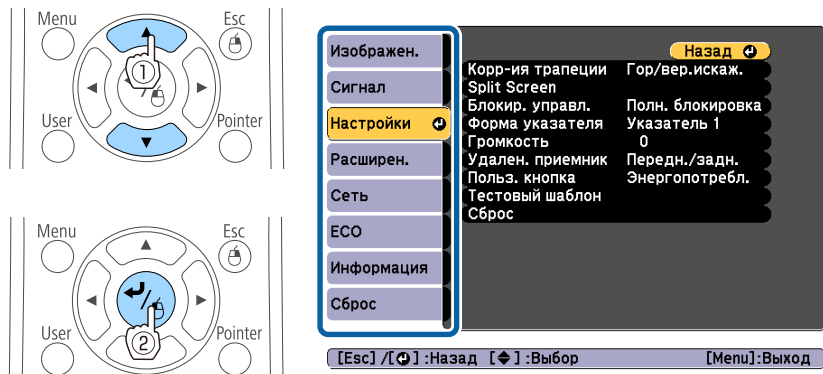 Menu
Esc
1
User
Pointer
Menu
Esc
User
Pointer
2
Изображен.
Сигнал
Настройки
Расширен.
Сеть
ECO
Информация
Сброс
Назад
Корр-ия трапеции Гор/вер.искаж.
Split Screen
Блокир. управл. Полн. блокировка
Форма указателя Указатель 1
Громкость 0
Удален. приемник Передн./задн.
Польз. кнопка Энергопотребл.
Тестовый шаблон
Сброс
[Esc] /[⏎] :Назад [◆] :Выбор [Menu]:Выход